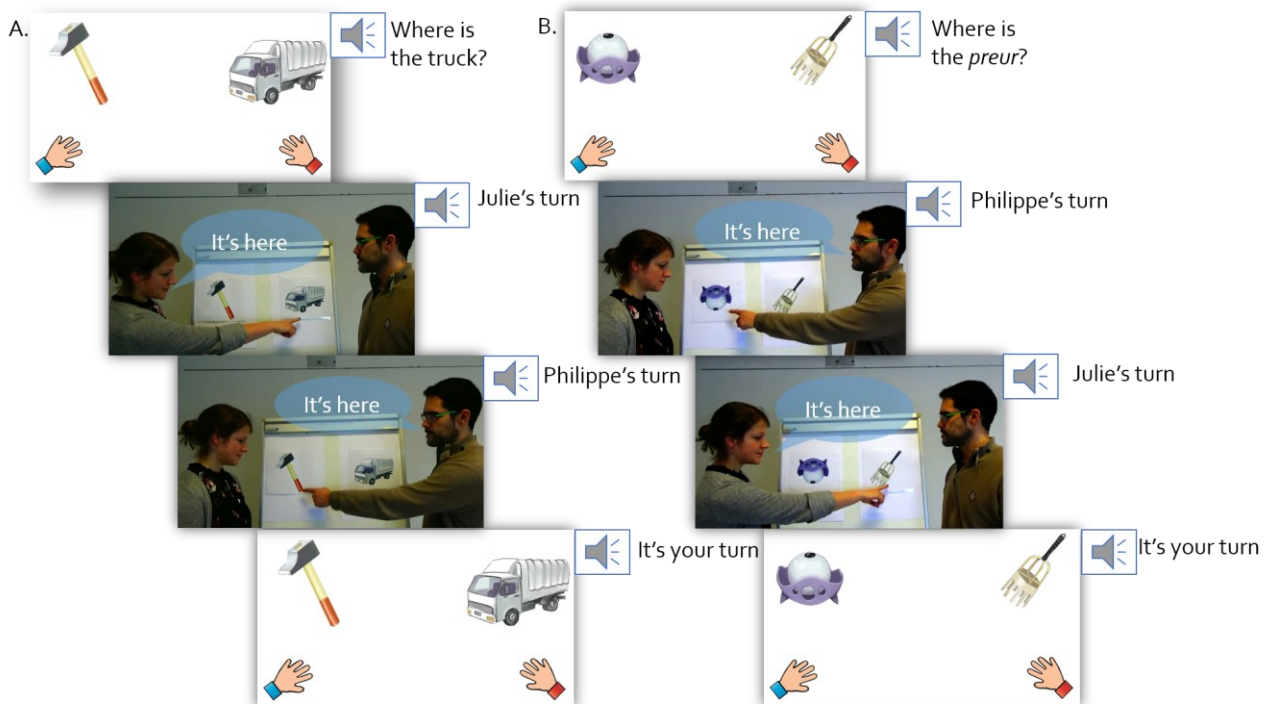 A.
Where is
the truck?
Julie's turn
It's here
Philippe's turn
It's here
It's your turn
B.
Where is
the preur?
Philippe's turn
It's here
Julie's turn
It's here
It's your turn